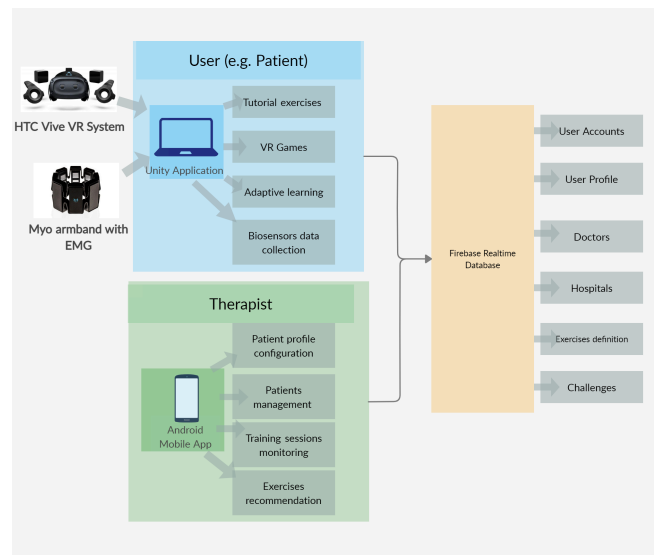 User (e.g. Patient)
HTC Vive VR System
Myo armband with
EMG
Unity Application
Tutorial exercises
VR Games
Adaptive learning
Biosensors data
collection
Therapist
Android
Mobile App
Patient profile
configuration
Patients
management
Training sessions
monitoring
Exercises
recommendation
Firebase Realtime
Database
User Accounts
User Profile
Doctors
Hospitals
Exercises definition
Challenges